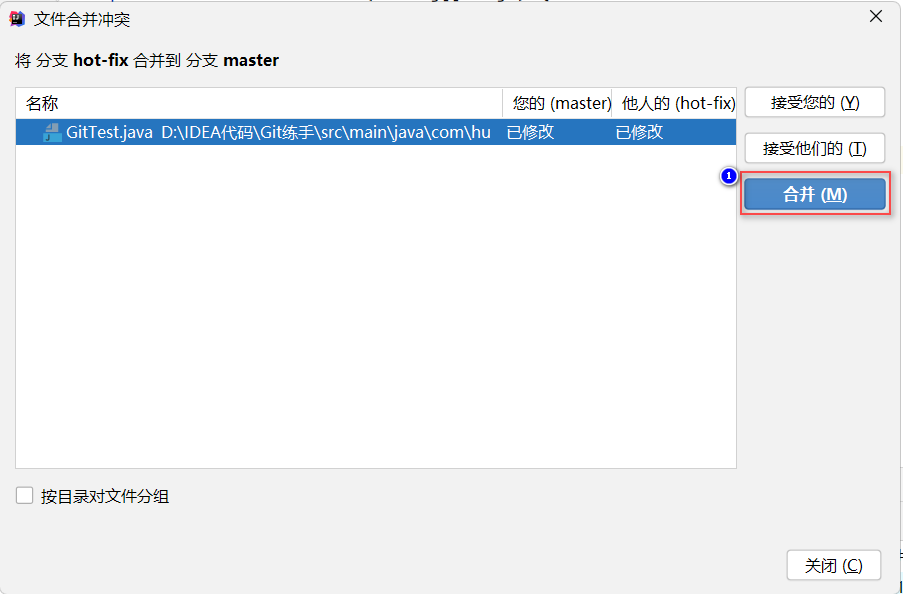 文件合并冲突
将 分支 hot-fix 合并到 分支 master
名称 您的 (master) 他人的 (hot-fix) 接受您的 (Y)
GitTest.java D:\IDEA代码\Git练手\src\main\java\com\hu 已修改 已修改
接受他们的 (T)
1
合并 (M)
按目录对文件分组
关闭 (C)